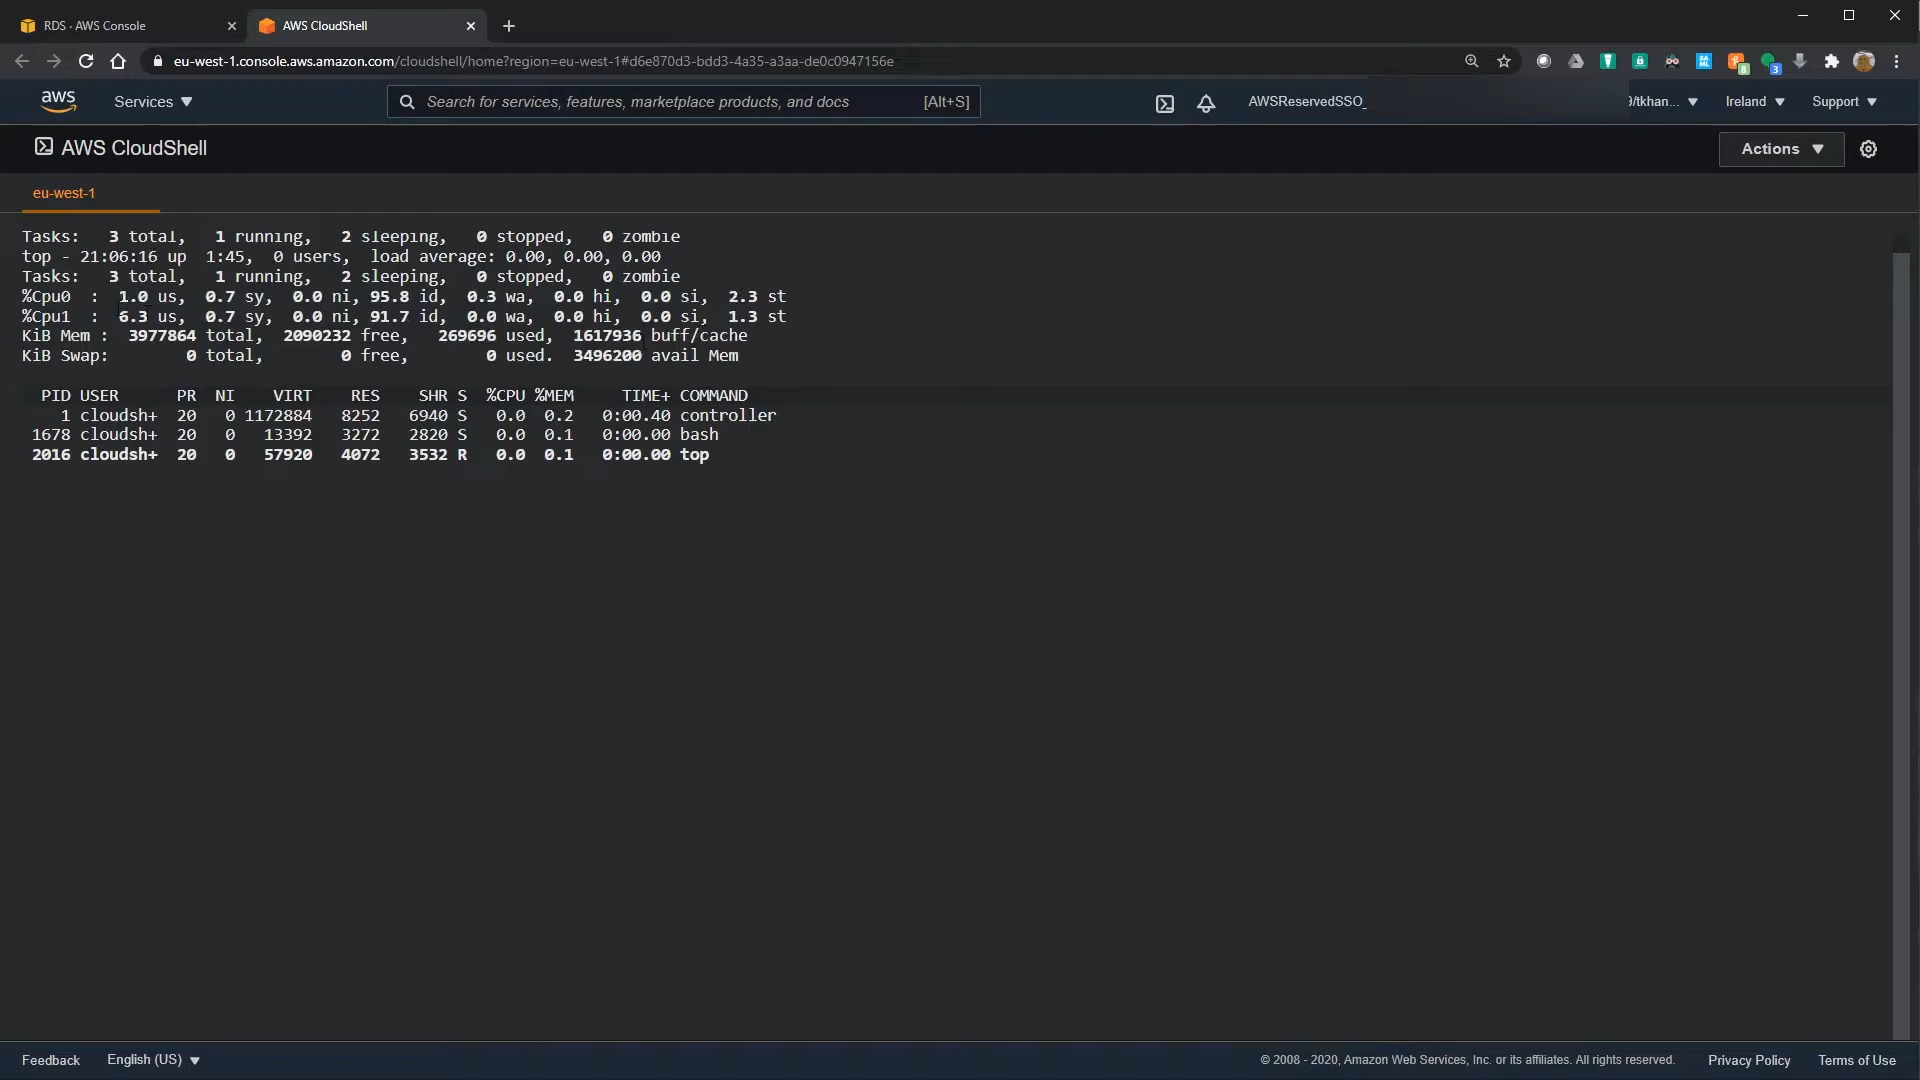 RDS · AWS Console
AWS CloudShell
eu-west-1.console.aws.amazon.com/cloudshell/home?region=eu-west-1#d6e870d3-bdd3-4a35-a3aa-de0c0947156e
8
3
aws
Services
Search for services, features, marketplace products, and docs
[Alt+S]
AWSReservedSSO_
/tkhan...
Ireland
Support
AWS CloudShell
Actions
eu-west-1
Tasks: 3 total, 1 running, 2 sleeping, 0 stopped, 0 zombie
top - 21:06:16 up 1:45, 0 users, load average: 0.00, 0.00, 0.00
Tasks: 3 total, 1 running, 2 sleeping, 0 stopped, 0 zombie
%Cpu0 : 1.0 us, 0.7 sy, 0.0 ni, 95.8 id, 0.3 wa, 0.0 hi, 0.0 si, 2.3 st
%Cpu1 : 6.3 us, 0.7 sy, 0.0 ni, 91.7 id, 0.0 wa, 0.0 hi, 0.0 si, 1.3 st
KiB Mem : 3977864 total, 2090232 free, 269696 used, 1617936 buff/cache
KiB Swap: 0 total, 0 free, 0 used. 3496200 avail Mem
PID USER PR NI VIRT RES SHR S %CPU %MEM TIME+ COMMAND
1 cloudsh+ 20 0 1172884 8252 6940 S 0.0 0.2 0:00.40 controller
1678 cloudsh+ 20 0 13392 3272 2820 S 0.0 0.1 0:00.00 bash
2016 cloudsh+ 20 0 57920 4072 3532 R 0.0 0.1 0:00.00 top
Feedback
English (US)
© 2008 - 2020, Amazon Web Services, Inc. or its affiliates. All rights reserved.
Privacy Policy
Terms of Use